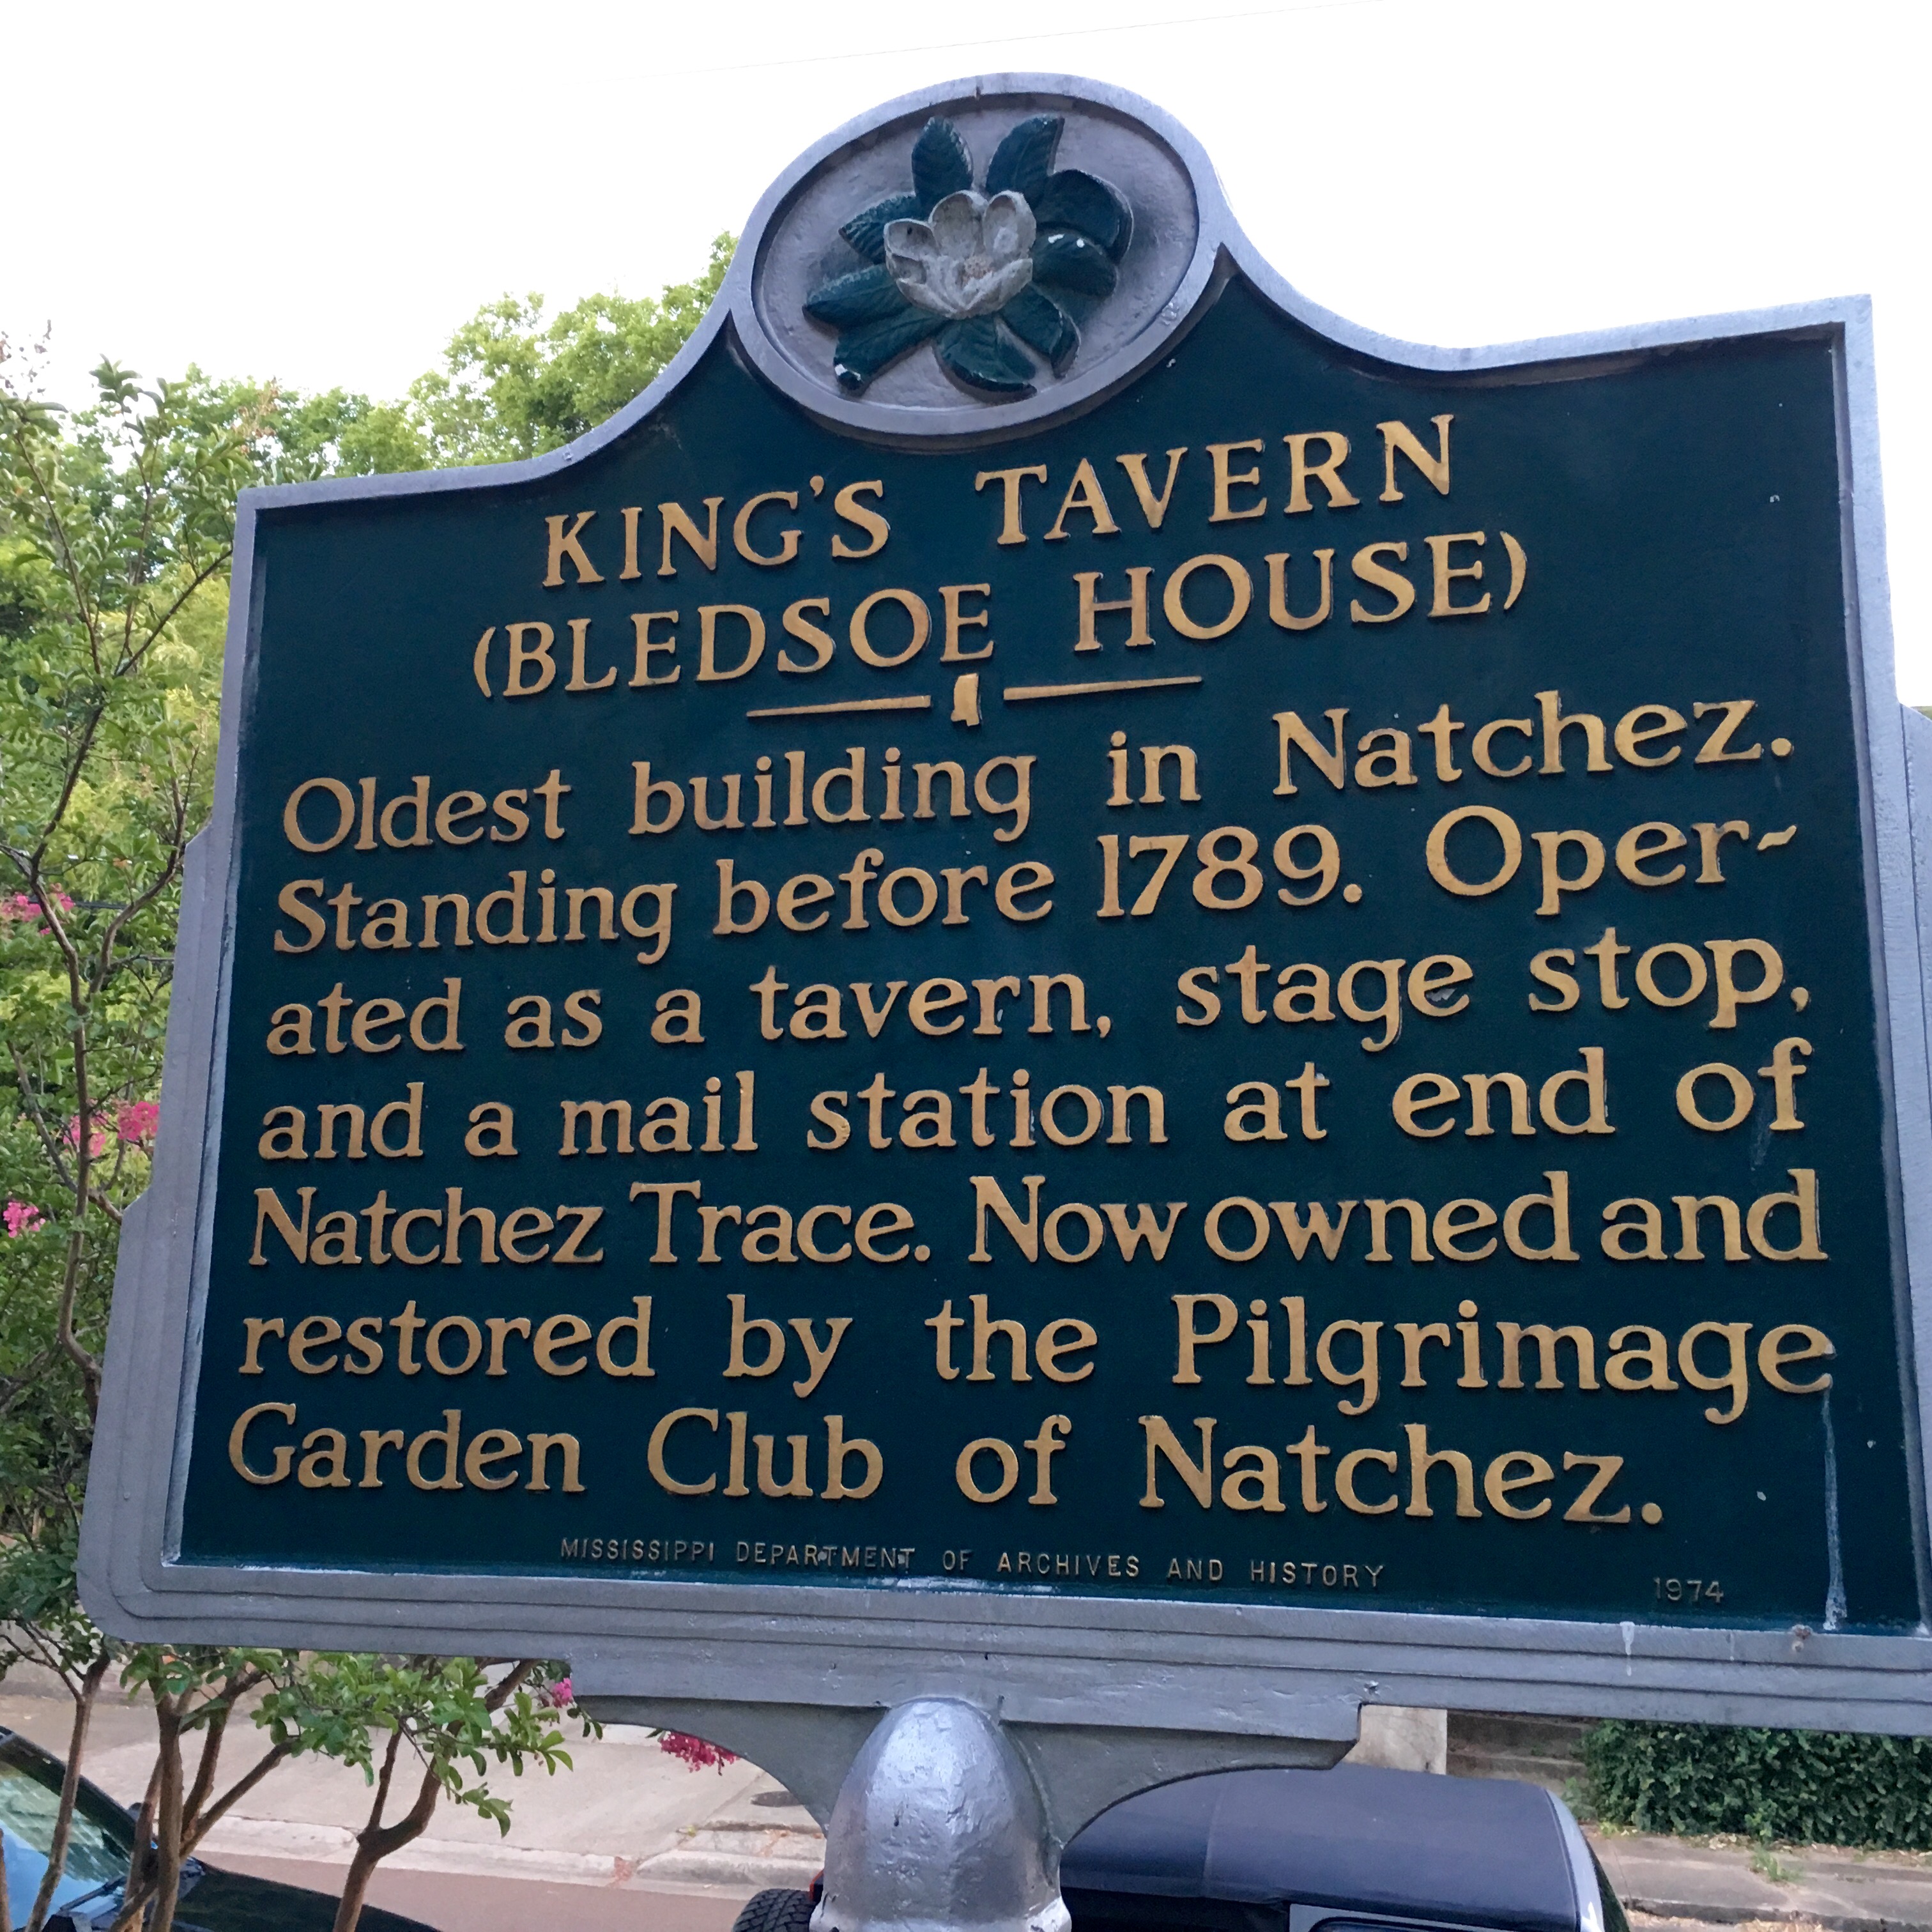 KING'S TAVERN
(BLEDSOE HOUSE)
Oldest building in Natchez.
Standing before 1789. Oper-
ated as a tavern, stage stop,
and a mail station at end of
Natchez Trace. Now owned and
restored by the Pilgrimage
Garden Club of Natchez.
MISSISSIPPI DEPARTMENT OF ARCHIVES AND HISTORY 1974